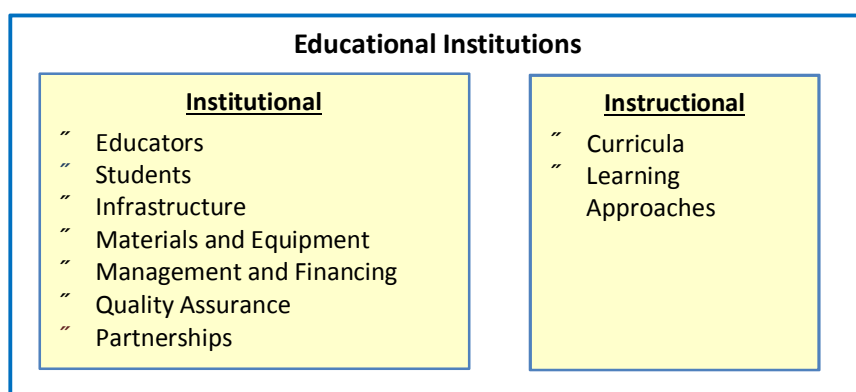 Educational Institutions
Institutional
˝ Educators
˝ Students
˝ Infrastructure
˝ Materials and Equipment
˝ Management and Financing
˝ Quality Assurance
˝ Partnerships
Instructional
˝ Curricula
˝ Learning
Approaches